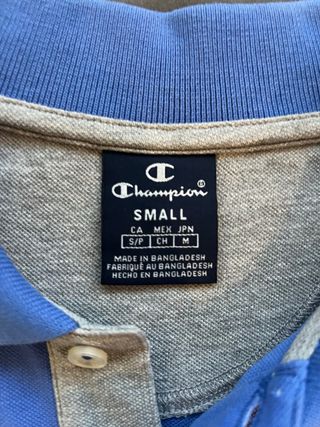 Champion®
SMALL
CA MEX JPN
S/P CH M
MADE IN BANGLADESH
FABRIQUÉ AU BANGLADESH
HECHO EN BANGLADESH